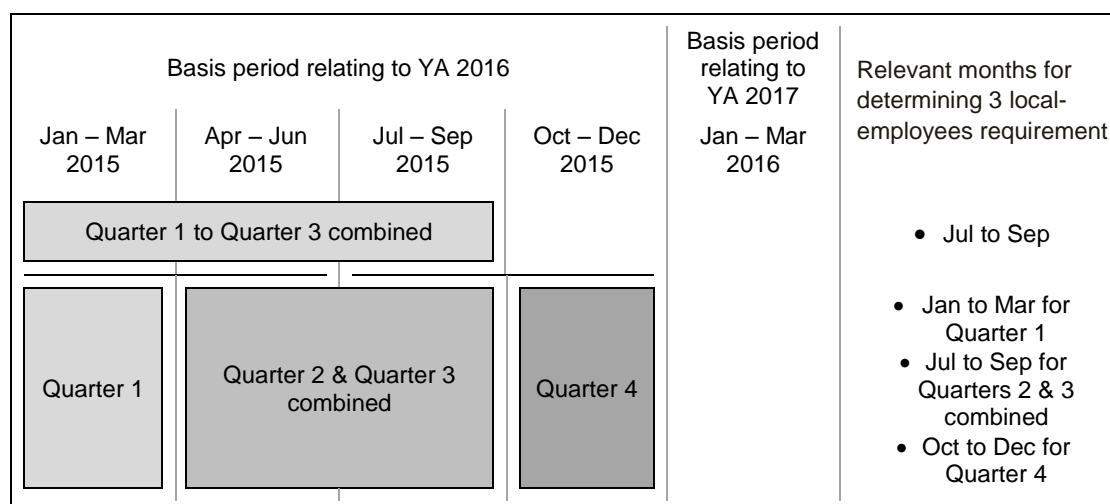 Basis period relating to YA 2016
Basis period
relating to
YA 2017
Relevant months for
determining 3 local-
employees requirement
Jan – Mar
2015
Apr – Jun
2015
Jul – Sep
2015
Oct – Dec
2015
Jan – Mar
2016
Quarter 1 to Quarter 3 combined
• Jul to Sep
Quarter 1
Quarter 2 & Quarter 3
combined
Quarter 4
• Jan to Mar for
Quarter 1
• Jul to Sep for
Quarters 2 & 3
combined
• Oct to Dec for
Quarter 4